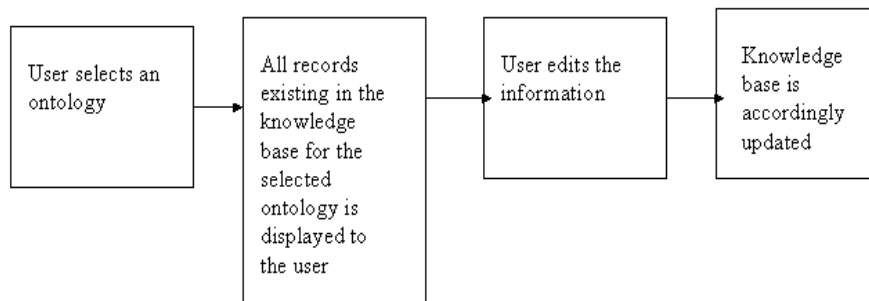 User selects an
ontology
All records
existing in the
knowledge
base for the
selected
ontology is
displayed to
the user
User edits the
information
Knowledge
base is
accordingly
updated